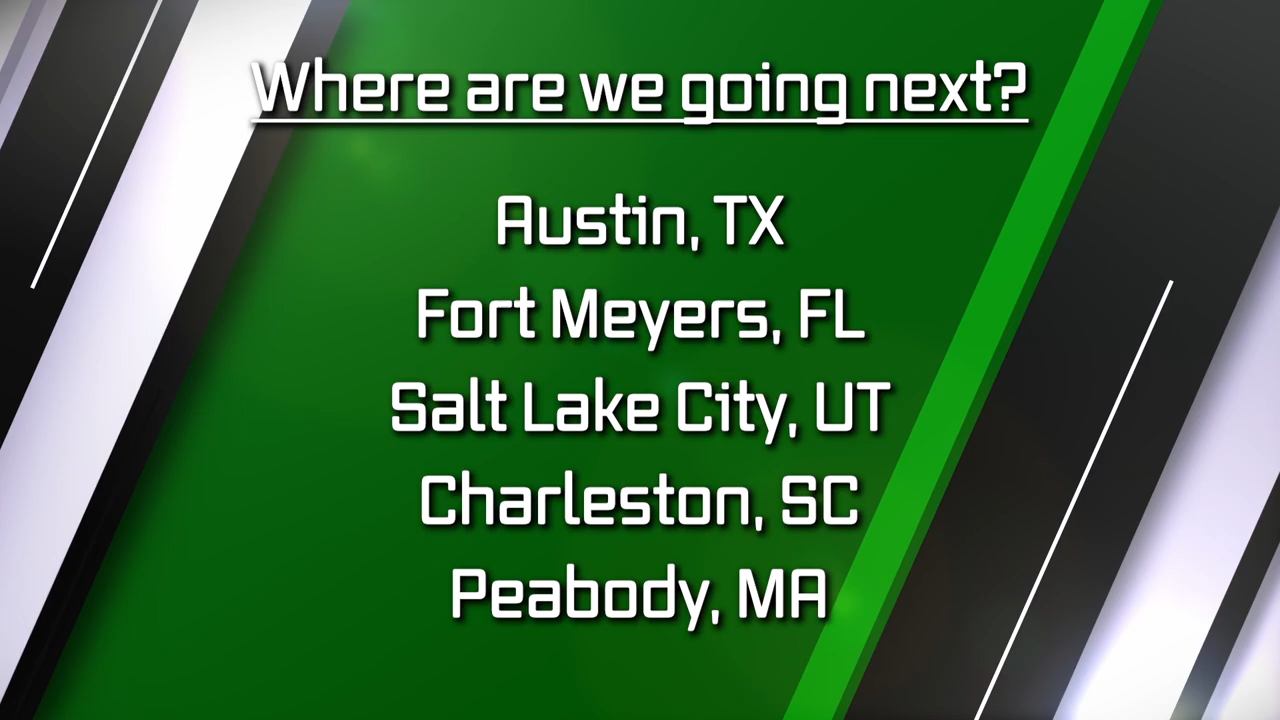 Where are we going next?
Austin, TX
Fort Meyers, FL
Salt Lake City, UT
Charleston, SC
Peabody, MA